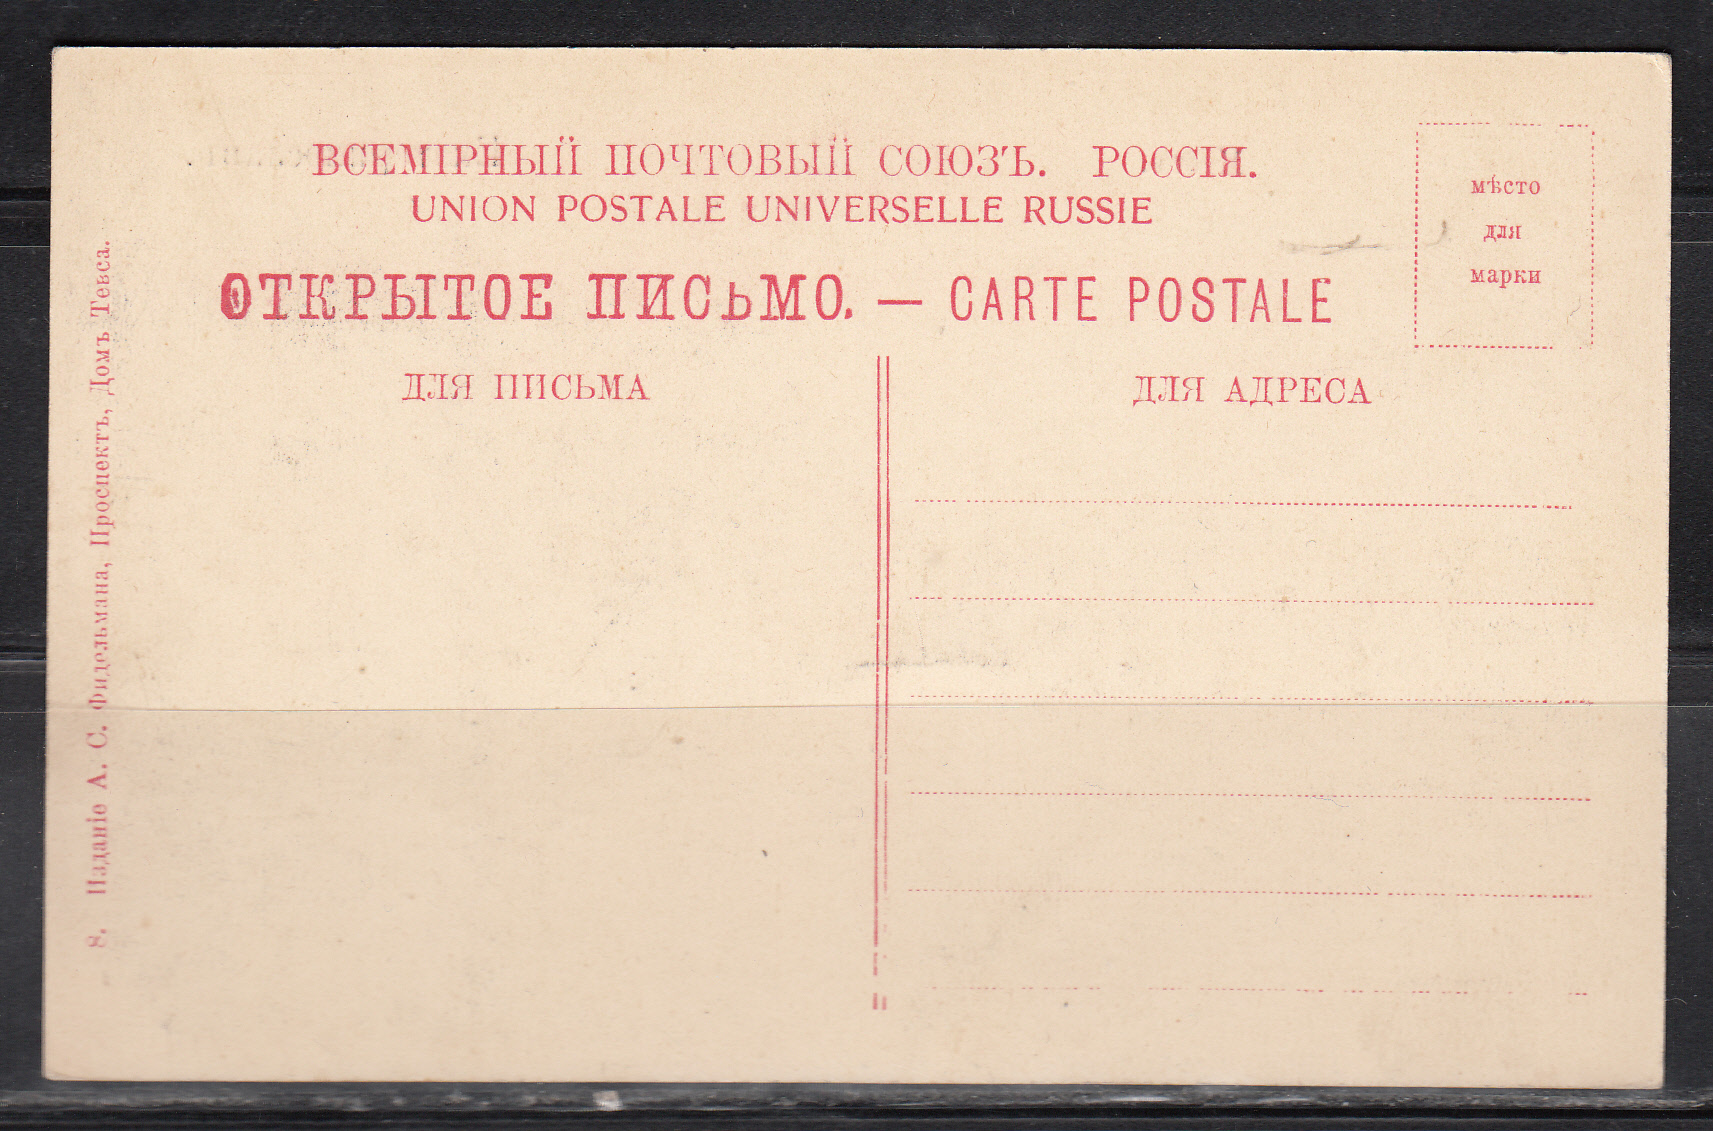 ВСЕМІРНЫЙ ПОЧТОВЫЙ СОЮЗЪ. РОССІЯ.
UNION POSTALE UNIVERSELLE RUSSIE
ОТКРЫТОЕ ПИСЬМО. — CARTE POSTALE
мѣсто
для
марки
ДЛЯ ПИСЬМА
ДЛЯ АДРЕСА
8. Изданіе А. С. Фидельмана, Проспектъ, Домъ Тевса.